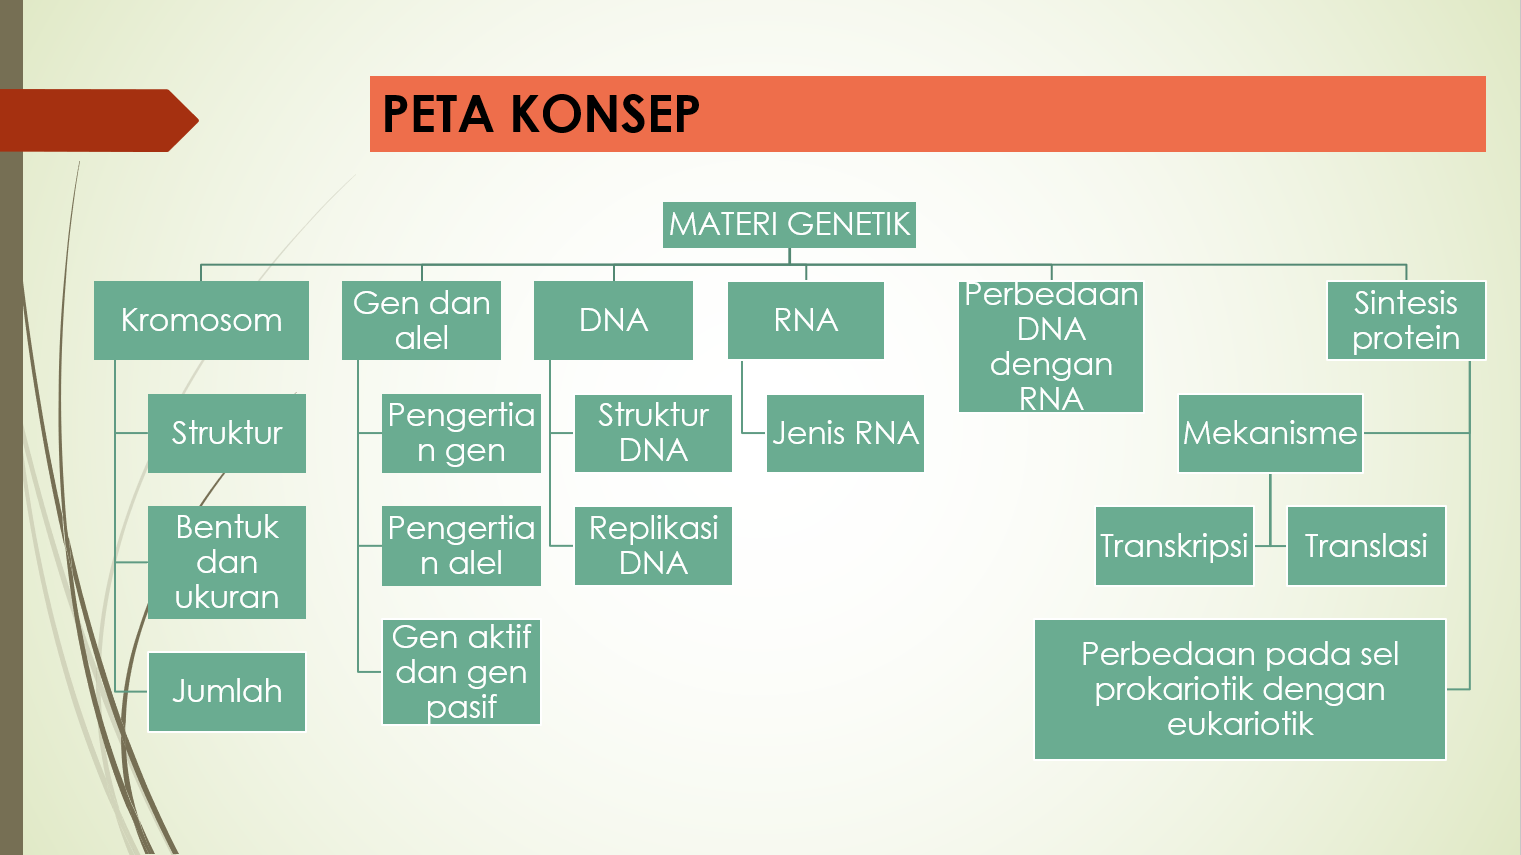 PETA KONSEP
MATERI GENETIK
Kromosom
Struktur
Bentuk
dan
ukuran
Jumlah
Gen dan
alel
Pengertia
n gen
Pengertia
n alel
Gen aktif
dan gen
pasif
DNA
Struktur
DNA
Replikasi
DNA
RNA
Jenis RNA
Perbedaan
DNA
dengan
RNA
Sintesis
protein
Mekanisme
Transkripsi
Translasi
Perbedaan pada sel
prokariotik dengan
eukariotik